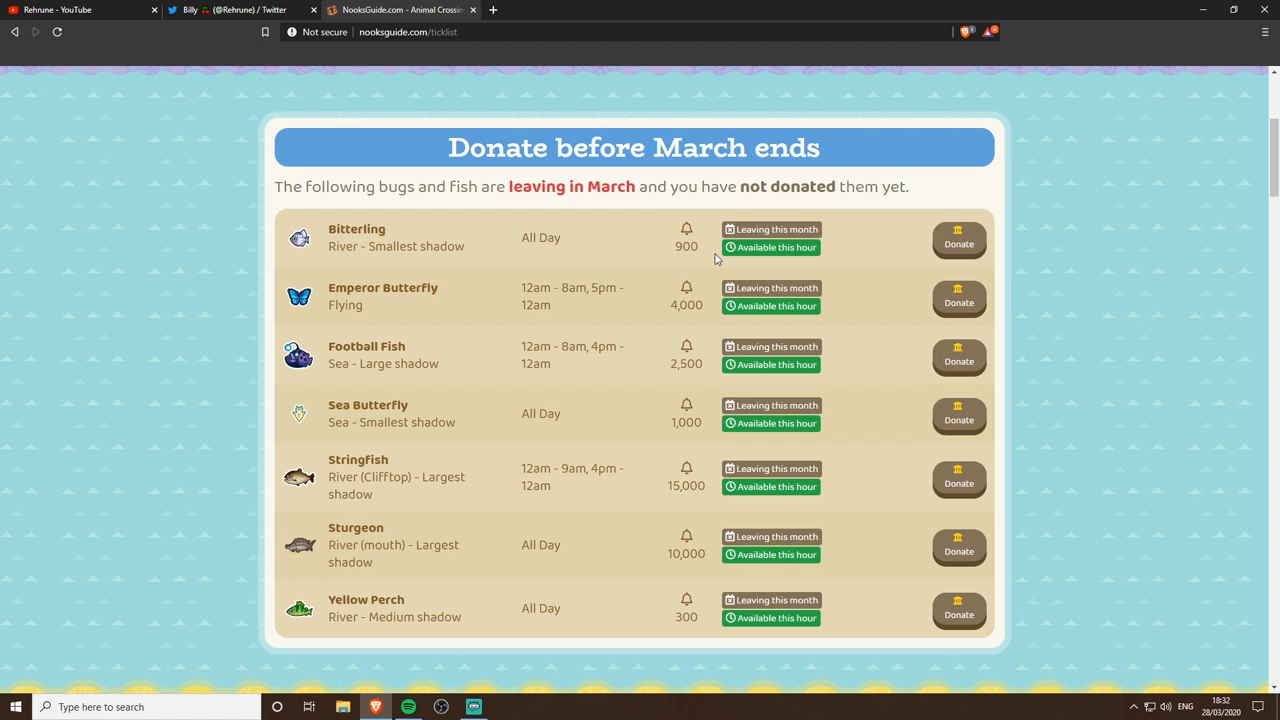 Rehrune - YouTube
Billy 🍒 (@Rehrune) / Twitter
NooksGuide.com - Animal Crossin
Not secure
nooksguide.com/ticklist
Donate before March ends
The following bugs and fish are leaving in March and you have not donated them yet.
Bitterling
River - Smallest shadow
All Day
900
Leaving this month
Available this hour
Donate
Emperor Butterfly
Flying
12am - 8am, 5pm -
12am
4,000
Leaving this month
Available this hour
Donate
Football Fish
Sea - Large shadow
12am - 8am, 4pm -
12am
2,500
Leaving this month
Available this hour
Donate
Sea Butterfly
Sea - Smallest shadow
All Day
1,000
Leaving this month
Available this hour
Donate
Stringfish
River (Clifftop) - Largest
shadow
12am - 9am, 4pm -
12am
15,000
Leaving this month
Available this hour
Donate
Sturgeon
River (mouth) - Largest
shadow
All Day
10,000
Leaving this month
Available this hour
Donate
Yellow Perch
River - Medium shadow
All Day
300
Leaving this month
Available this hour
Donate
Type here to search
ENG
18:32
28/03/2020